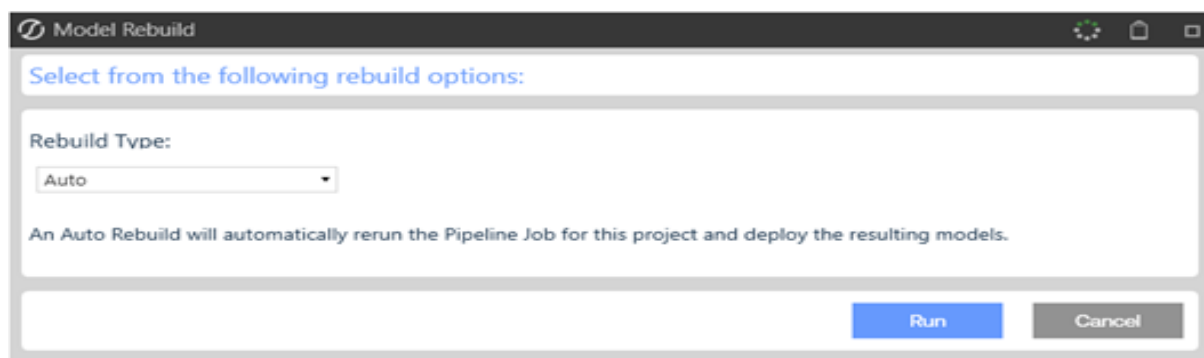 Model Rebuild
Select from the following rebuild options:
Rebuild Type:
Auto
An Auto Rebuild will automatically rerun the Pipeline Job for this project and deploy the resulting models.
Run Cancel